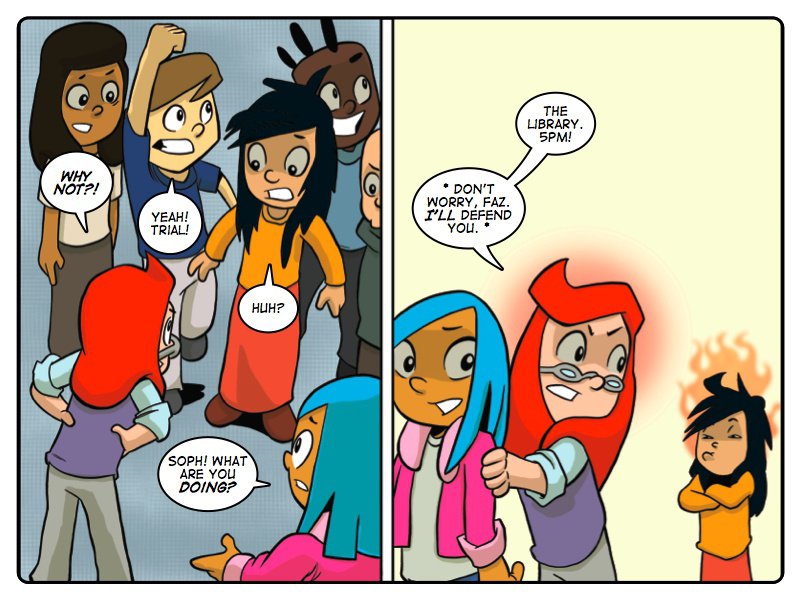 WHY
NOT?!
YEAH!
TRIAL!
HUH?
SOPH! WHAT
ARE YOU
DOING?
THE
LIBRARY.
5PM!
* DON'T
WORRY, FAZ.
I'LL DEFEND
YOU. *